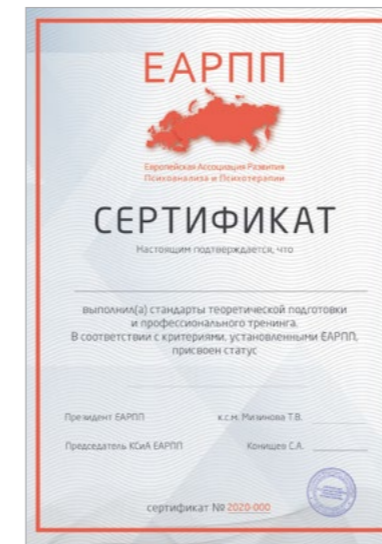 ЕАРПП
Европейская Ассоциация Развития
Психоанализа и Психотерапии
СЕРТИФИКАТ
Настоящим подтверждается, что
выполнил(а) стандарты теоретической подготовки
и профессионального тренинга.
В соответствии с критериями, установленными ЕАРПП,
присвоен статус
Президент ЕАРПП к.с.н. Мизинова Т.В.
Председатель КСиА ЕАРПП Конищев С.А.
сертификат № 2020-000